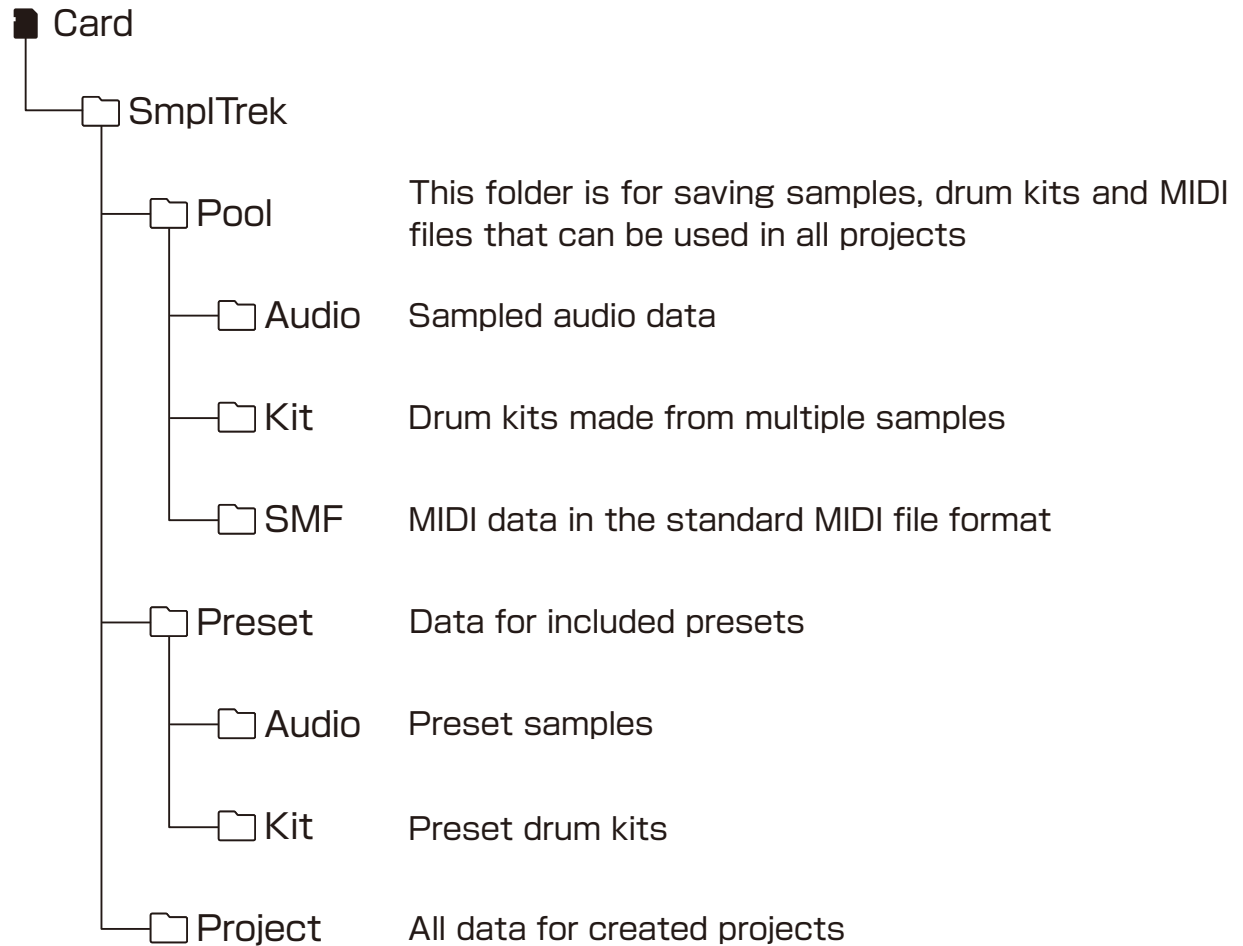 Card
SmplTrek
Pool
This folder is for saving samples, drum kits and MIDI
files that can be used in all projects
Audio Sampled audio data
Kit Drum kits made from multiple samples
SMF MIDI data in the standard MIDI file format
Preset Data for included presets
Audio Preset samples
Kit Preset drum kits
Project All data for created projects